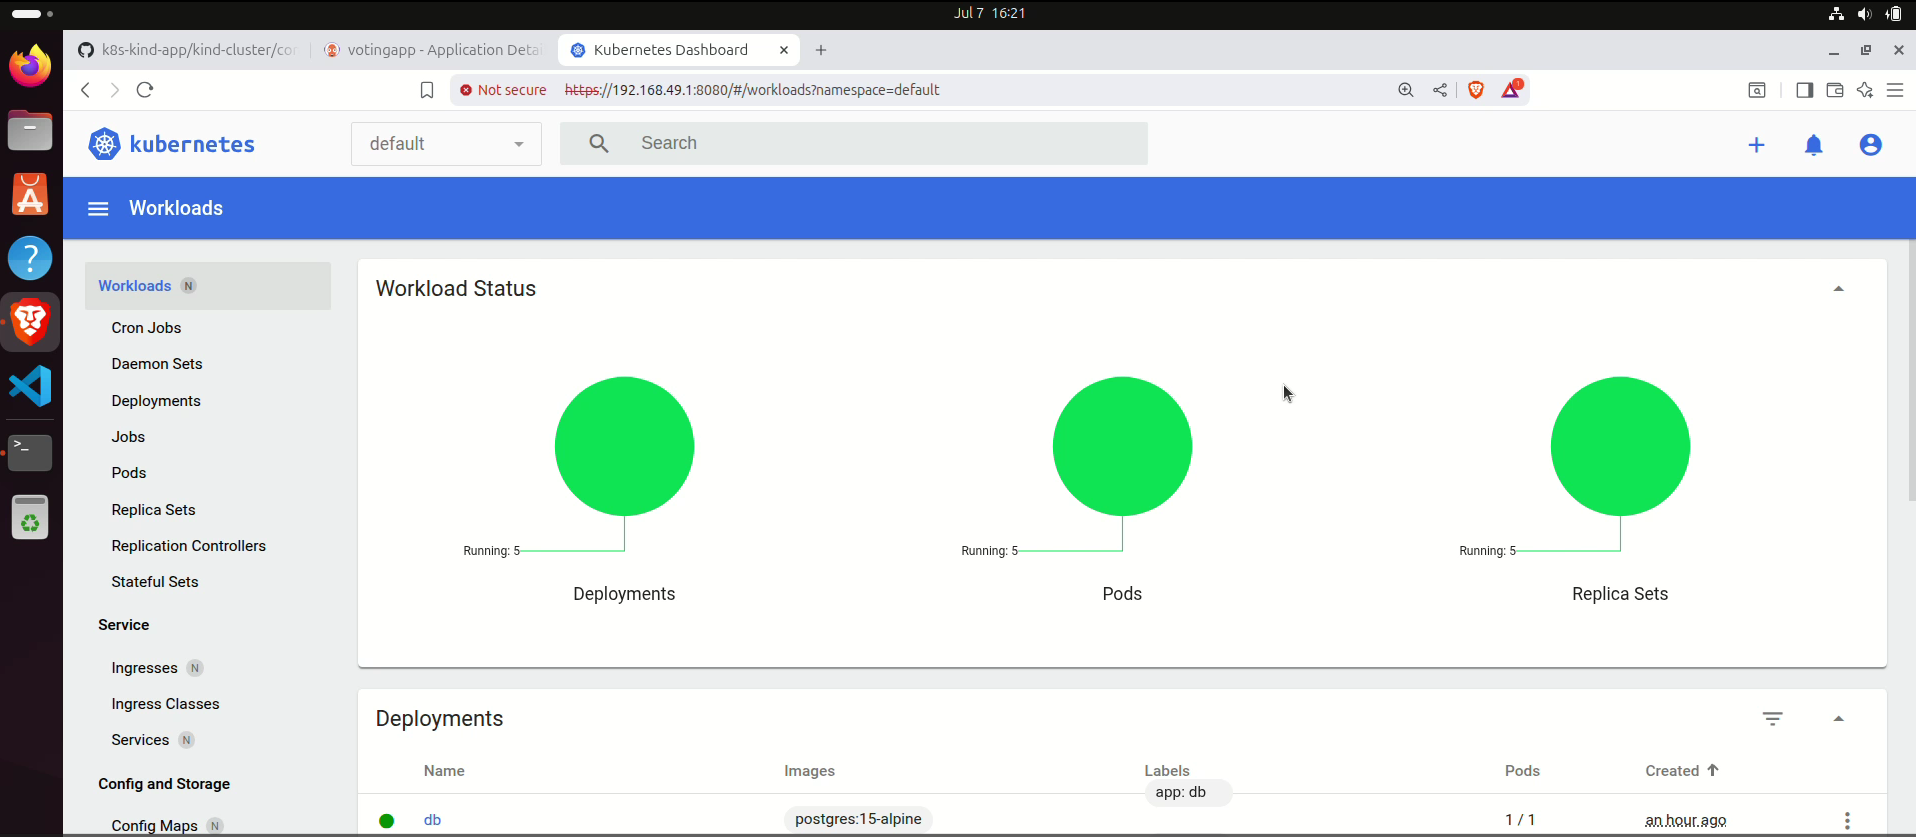 Jul 7 16:21
k8s-kind-app/kind-cluster/con
votingapp - Application Detai
Kubernetes Dashboard
Not secure https://192.168.49.1:8080/#/workloads?namespace=default
1
kubernetes
default
Search
Workloads
Workloads N
Cron Jobs
Daemon Sets
Deployments
Jobs
Pods
Replica Sets
Replication Controllers
Stateful Sets
Service
Ingresses N
Ingress Classes
Services N
Config and Storage
Config Maps N
Workload Status
Running: 5
Deployments
Running: 5
Pods
Running: 5
Replica Sets
Deployments
Name Images Labels Pods Created
app: db
db postgres:15-alpine 1 / 1 an hour ago